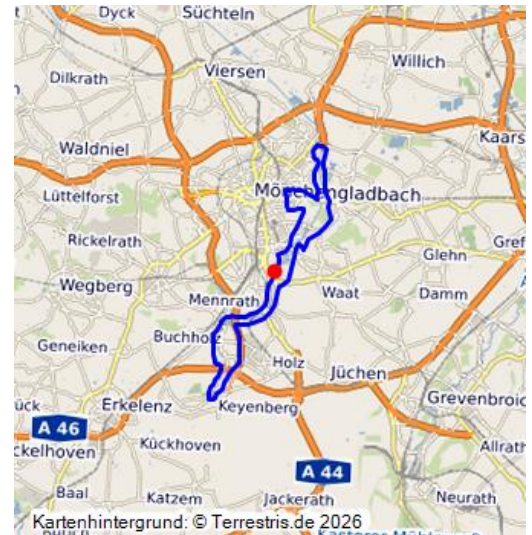 Dyck
Süchteln
Willich
Dilkrath
Viersen
Kaars
Waldniel
Lüttelforst
Mönchengladbach
Rickelrath
Glehn
Gref
Wegberg
Mennrath
Waat
Damm
Geneiken
Buchholz
Holz
Jüchen
ück
Erkelenz
Keyenberg
Grevenbroic
A 46
ckelhoven
Kückhoven
A 44
Allrath
Baal
Katzem
Jackerath
Neurath
Kartenhintergrund: © Terrestris.de 2026